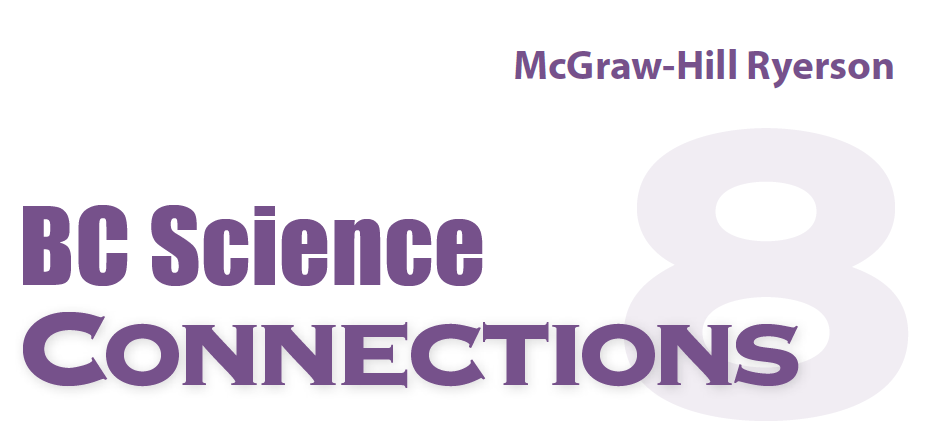 McGraw-Hill Ryerson
8
BC Science
CONNECTIONS